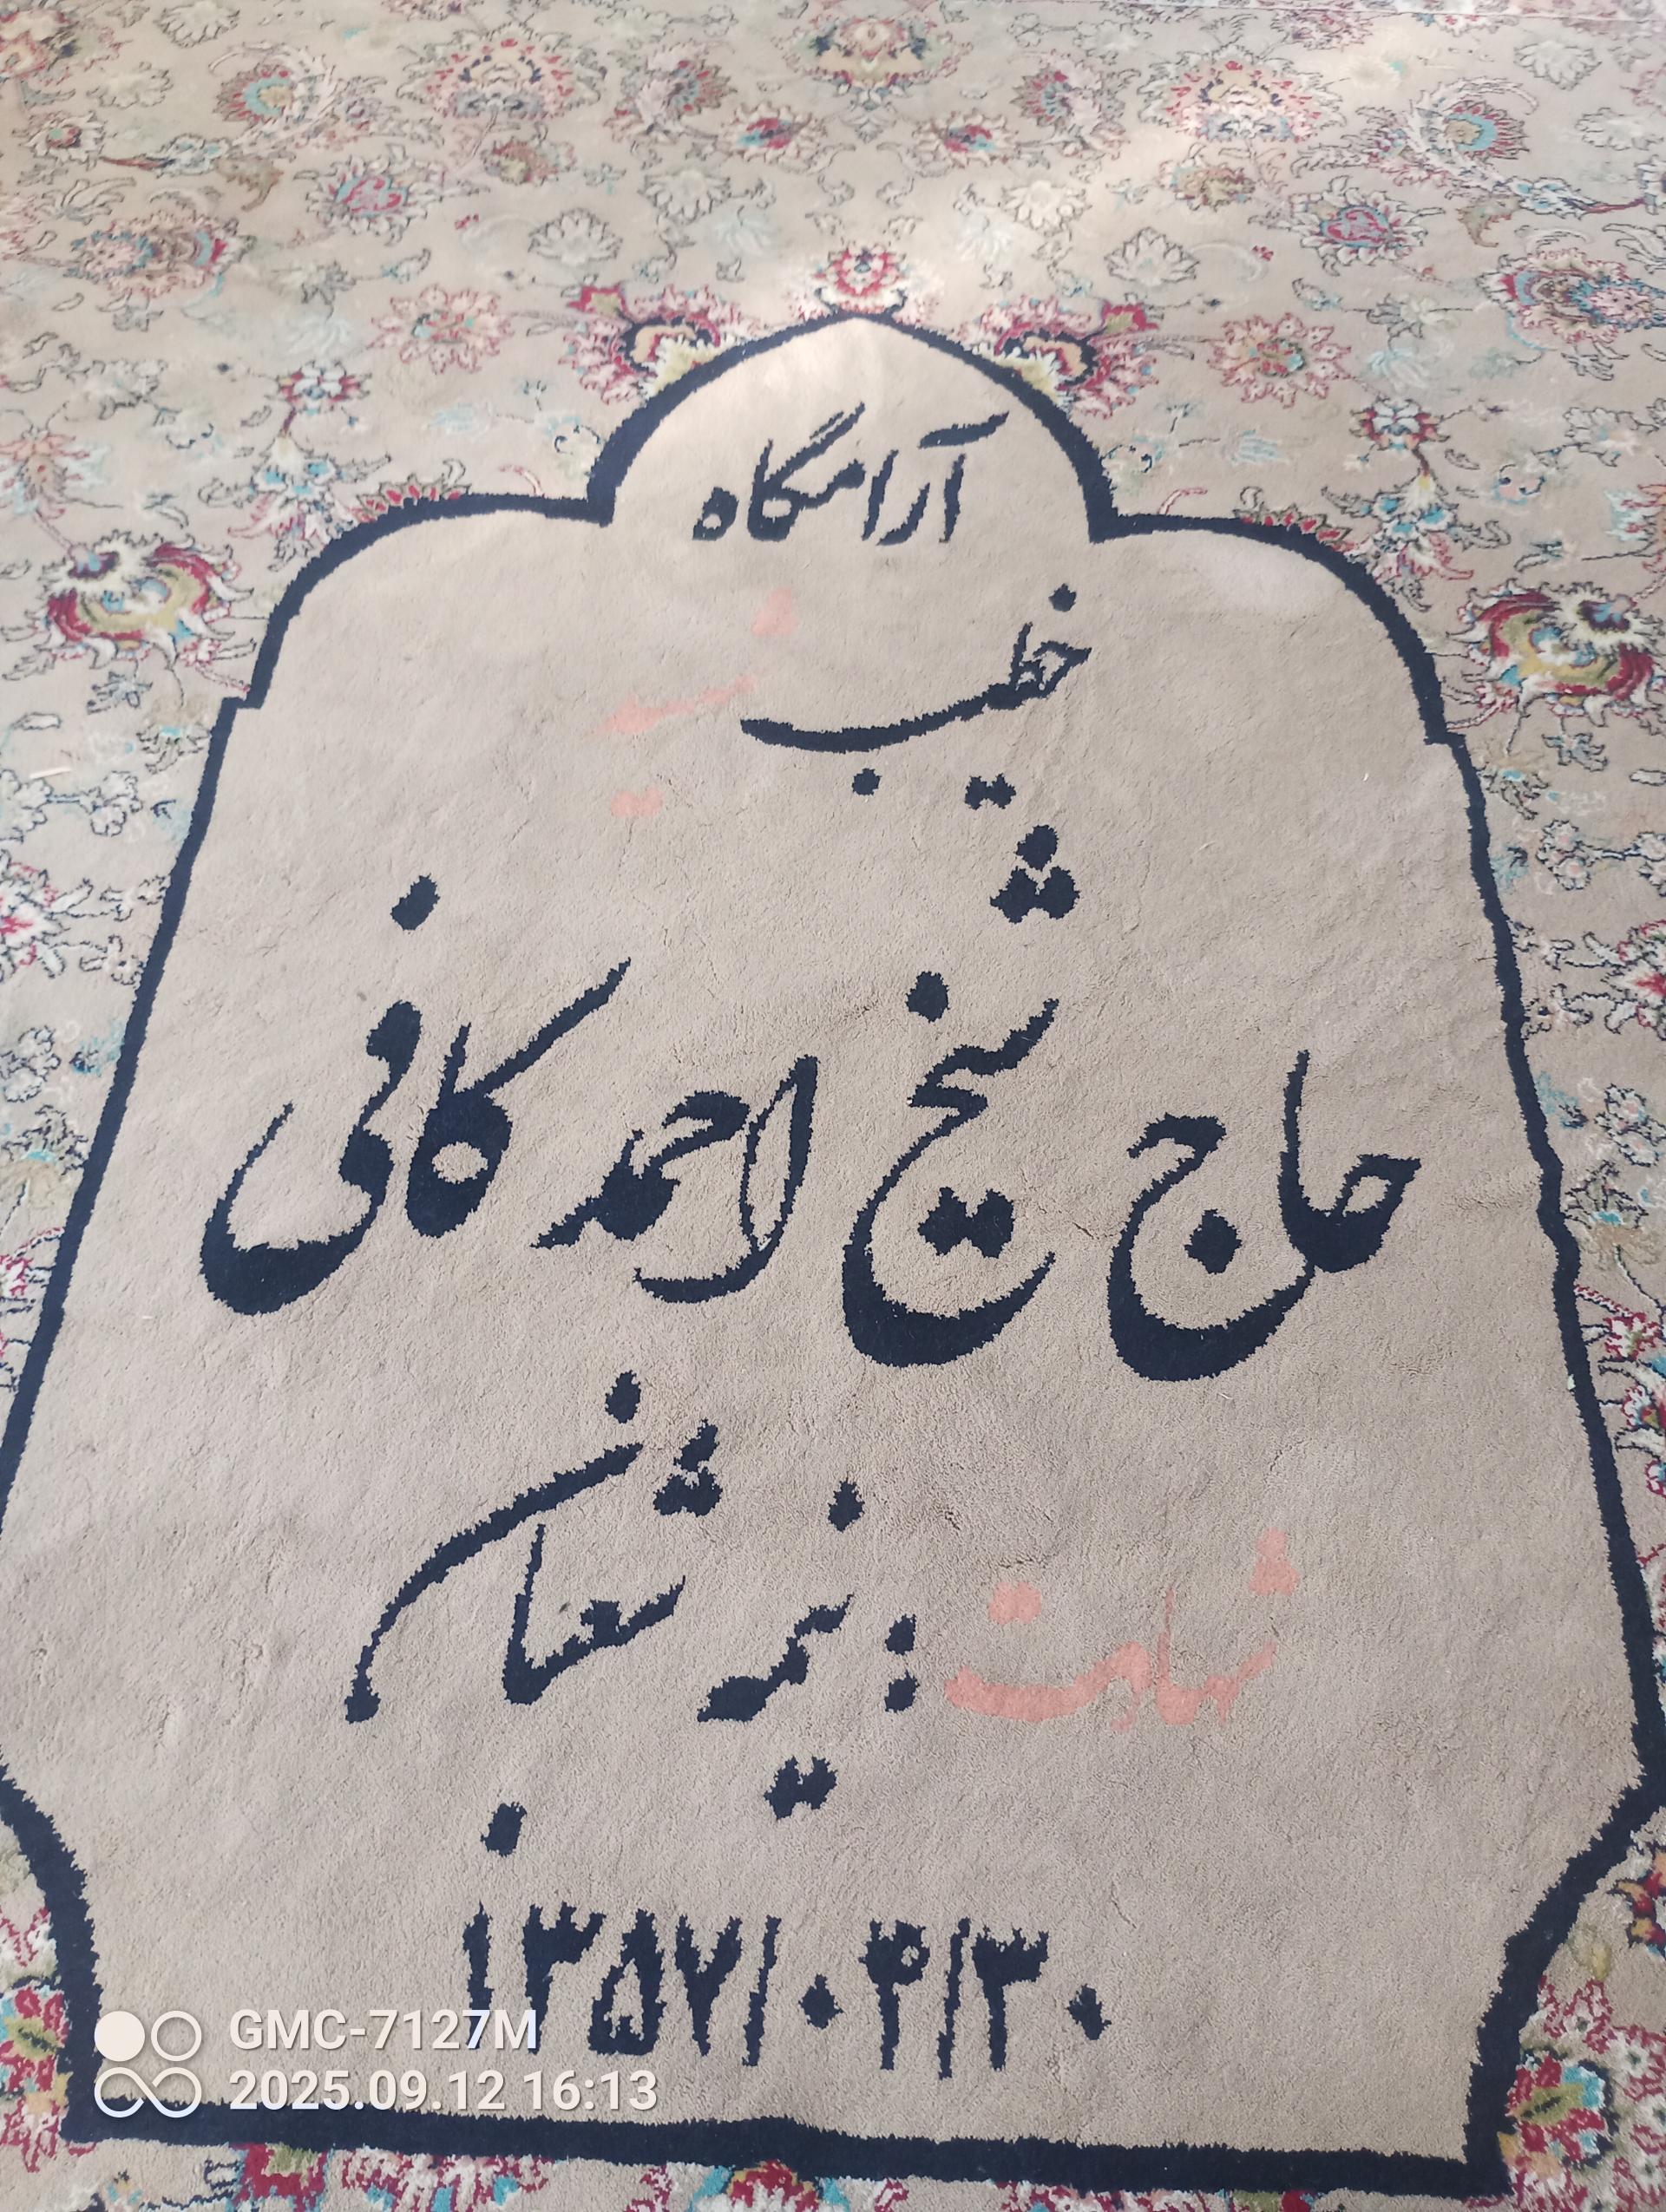 آرامگاه
خطیب شهید
حاج شیخ احمد کافی
شهادت : نیمه شعبان
۱۳۵۷/۰۴/۳۰
GMC-7127M
2025.09.12 16:13